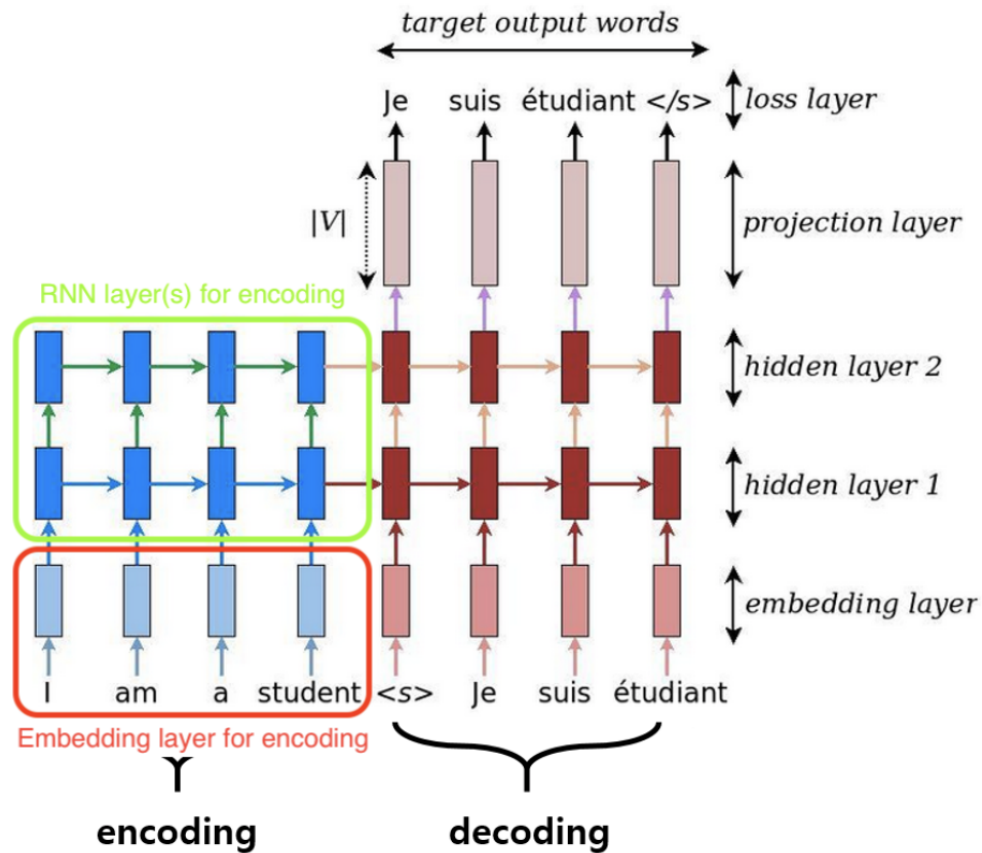 target output words
Je suis étudiant </s> loss layer
|V| projection layer
RNN layer(s) for encoding
hidden layer 2
hidden layer 1
embedding layer
I am a student <s> Je suis étudiant
Embedding layer for encoding
encoding decoding